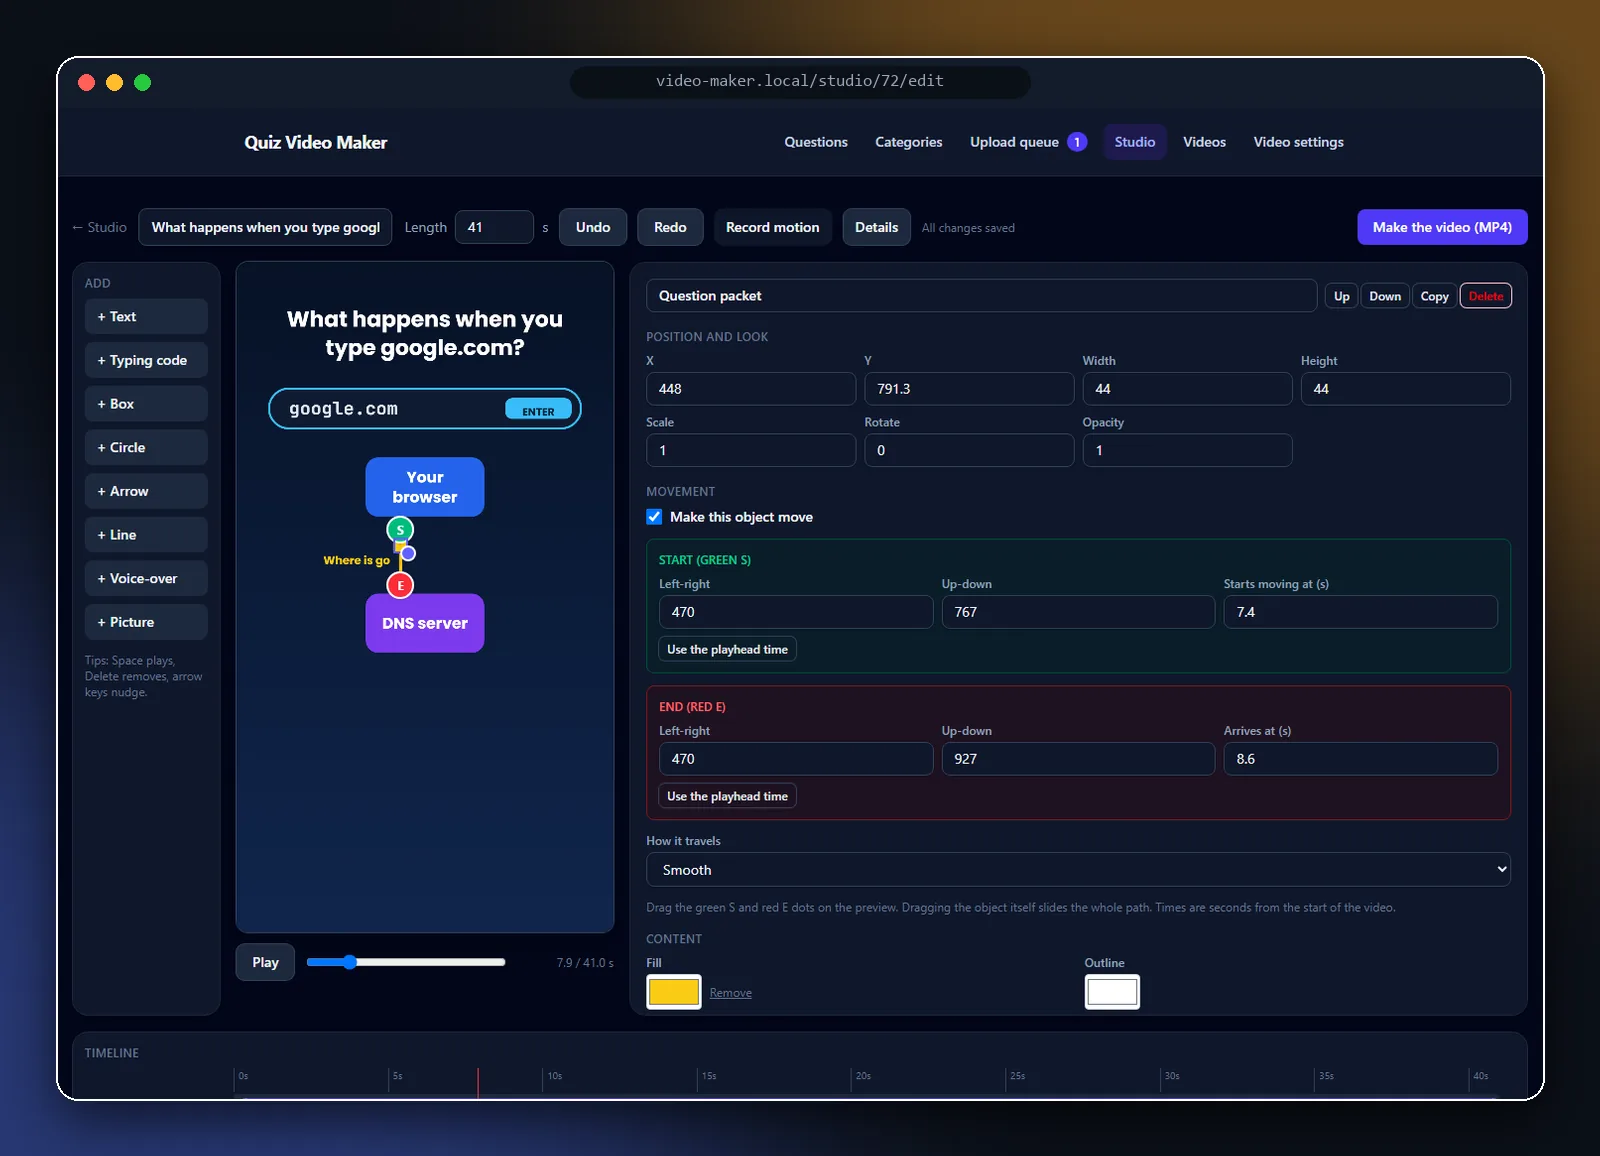 video-maker.local/studio/72/edit
Quiz Video Maker
Questions
Categories
Upload queue 1
Studio
Videos
Video settings
← Studio
What happens when you type googl
Length 41 s
Undo
Redo
Record motion
Details
All changes saved
Make the video (MP4)
ADD
+ Text
+ Typing code
+ Box
+ Circle
+ Arrow
+ Line
+ Voice-over
+ Picture
Tips: Space plays,
Delete removes, arrow
keys nudge.
What happens when you
type google.com?
google.com
ENTER
Your
browser
S
Where is go
E
DNS server
Play
7.9 / 41.0 s
Question packet
Up
Down
Copy
Delete
POSITION AND LOOK
X
Y
Width
Height
448
791.3
44
44
Scale
Rotate
Opacity
1
0
1
MOVEMENT
Make this object move
START (GREEN S)
Left-right
Up-down
Starts moving at (s)
470
767
7.4
Use the playhead time
END (RED E)
Left-right
Up-down
Arrives at (s)
470
927
8.6
Use the playhead time
How it travels
Smooth
Drag the green S and red E dots on the preview. Dragging the object itself slides the whole path. Times are seconds from the start of the video.
CONTENT
Fill
Outline
Remove
TIMELINE
0s
5s
10s
15s
20s
25s
30s
35s
40s